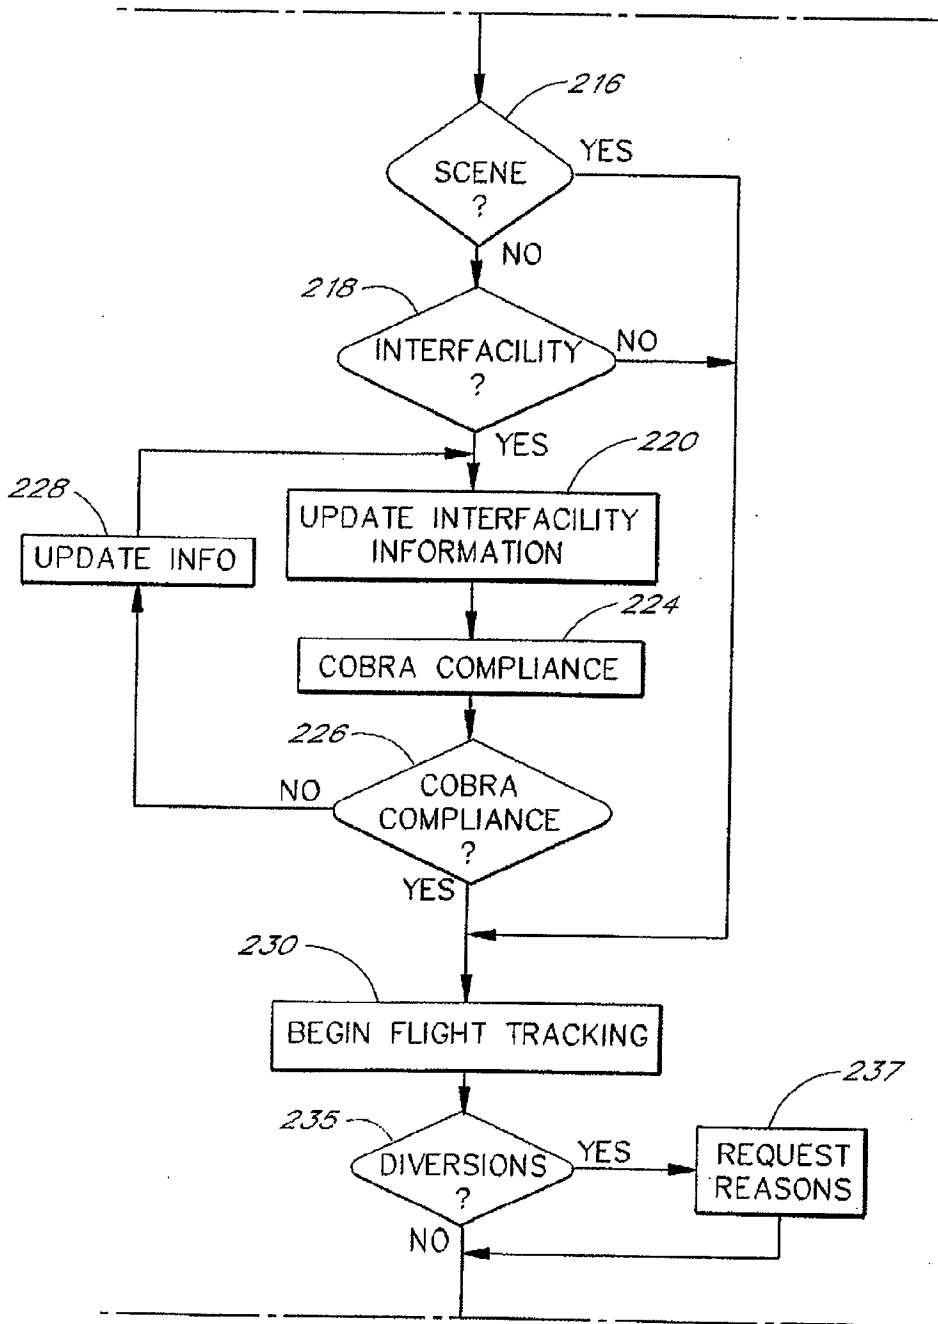 216
YES
SCENE
?
NO
218
INTERFACILITY
?
NO
YES
220
228
UPDATE INTERFACILITY
INFORMATION
UPDATE INFO
224
COBRA COMPLIANCE
226
NO
COBRA
COMPLIANCE
?
YES
230
BEGIN FLIGHT TRACKING
237
235
DIVERSIONS
?
YES
REQUEST
REASONS
NO